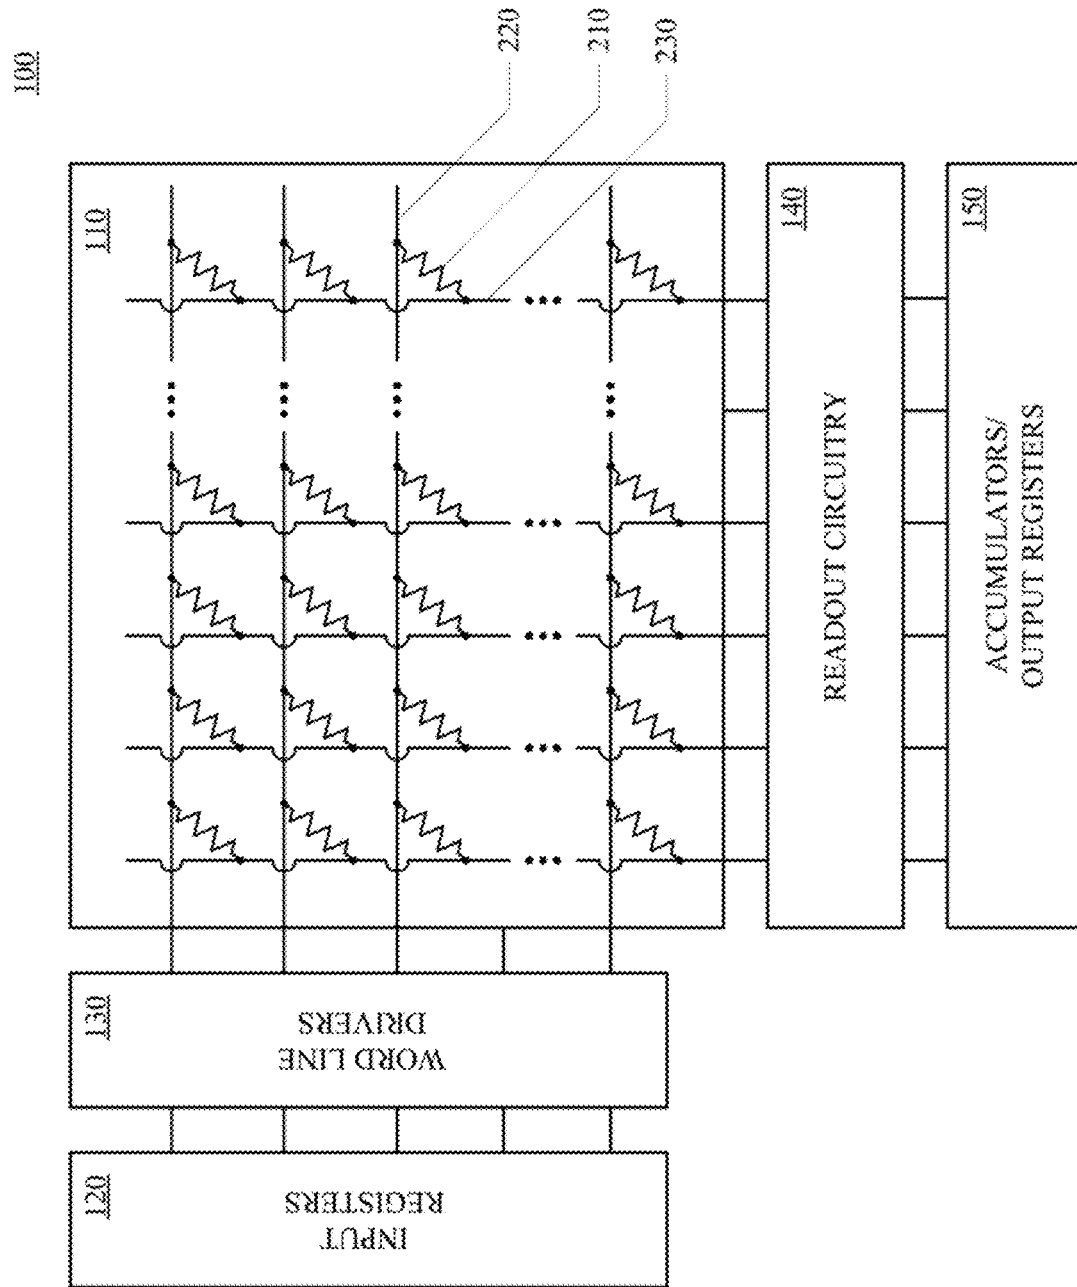 100
120
INPUT
REGISTERS
130
WORD LINE
DRIVERS
110
220
210
230
140
READOUT CIRCUITRY
150
ACCUMULATORS/
OUTPUT REGISTERS